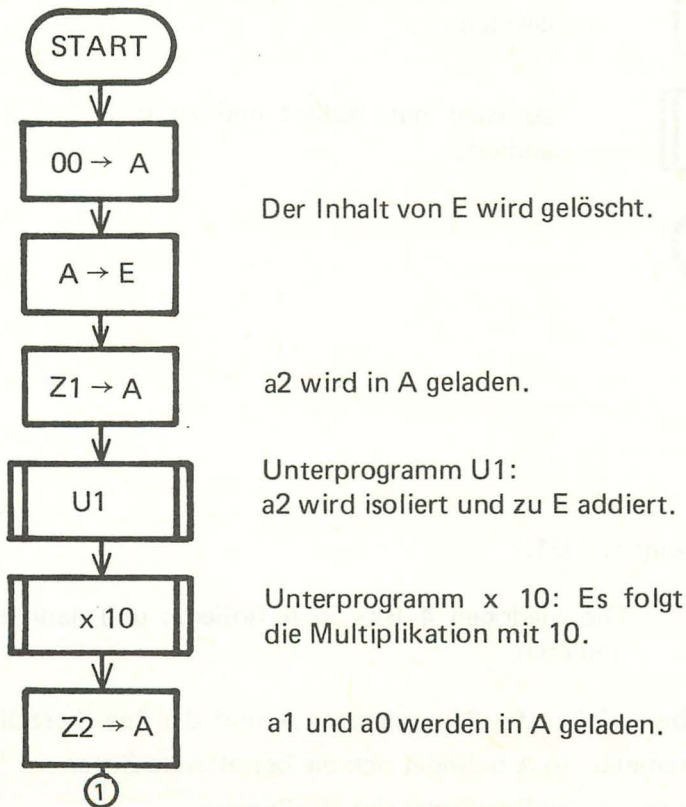 START
00 → A
Der Inhalt von E wird gelöscht.
A → E
Z1 → A
a2 wird in A geladen.
U1
Unterprogramm U1:
a2 wird isoliert und zu E addiert.
x 10
Unterprogramm x 10: Es folgt
die Multiplikation mit 10.
Z2 → A
a1 und a0 werden in A geladen.
1